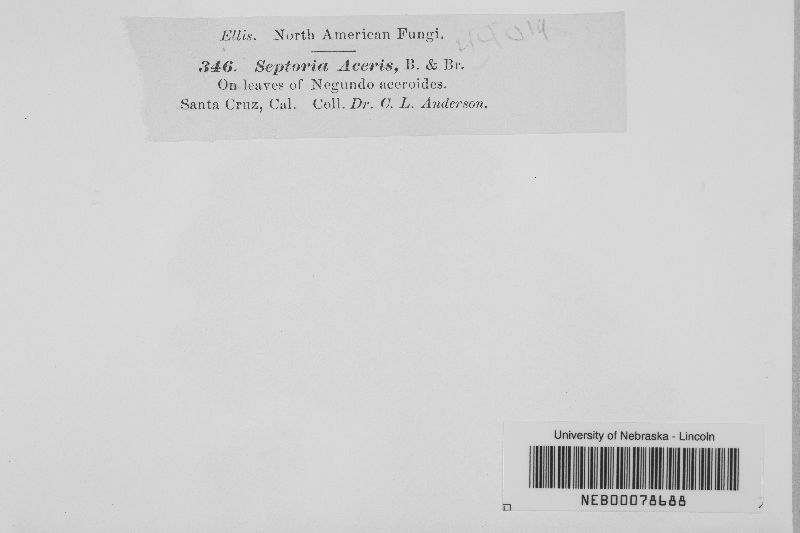 Ellis. North American Fungi.
346. Septoria Aceris, B. & Br.
On leaves of Negundo aceroides.
Santa Cruz, Cal. Coll. Dr. C. L. Anderson.
University of Nebraska - Lincoln
NEB00078688